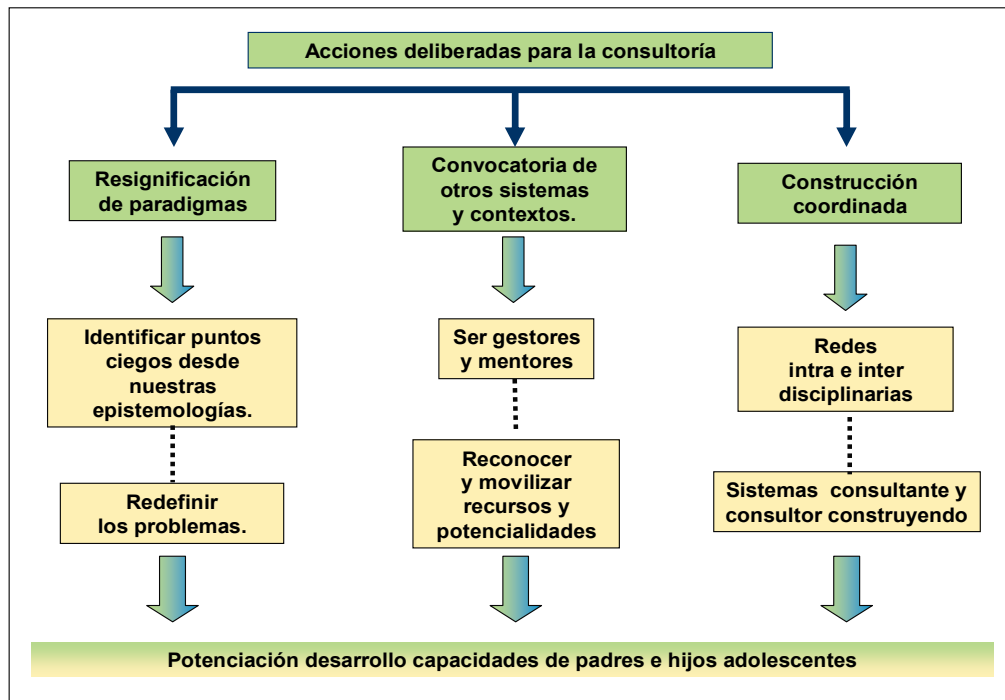 Acciones deliberadas para la consultoría
Resignificación
de paradigmas
Convocatoria de
otros sistemas
y contextos.
Construcción
coordinada
Identificar puntos
ciegos desde
nuestras
epistemologías.
Ser gestores
y mentores
Redes
intra e inter
disciplinarias
Redefinir
los problemas.
Reconocer
y movilizar
recursos y
potencialidades
Sistemas consultante y
consultor construyendo
Potenciación desarrollo capacidades de padres e hijos adolescentes